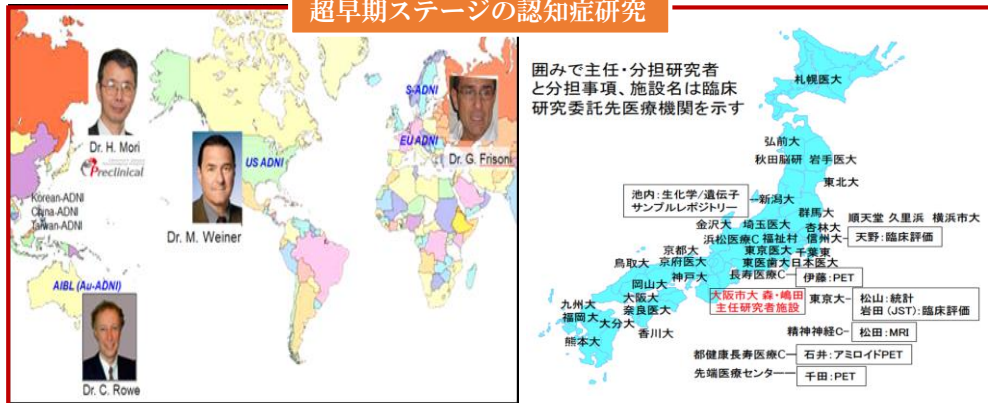 超早期ステージの認知症研究
Dr. H. Mori
Preclinical
Korean-ADNI
China-ADNI
Taiwan-ADNI
US ADNI
Dr. M. Weiner
S-ADNI
EU ADNI
Dr. G. Frisoni
AIBL (Au-ADNI)
Dr. C. Rowe
囲みで主任・分担研究者
と分担事項、施設名は臨床
研究委託先医療機関を示す
札幌医大
弘前大
秋田脳研 岩手医大
東北大
池内:生化学/遺伝子
サンプルレポジトリー
新潟大
群馬大
順天堂 久里浜 横浜市大
金沢大 埼玉医大 杏林大
浜松医療C 福祉村 信州大
天野:臨床評価
京都大 東京医大 千葉東
鳥取大 京府医大 東医歯大 日本医大
神戸大 長寿医療C
伊藤:PET
岡山大
大阪市大 森・嶋田
主任研究者施設
東京大
松山:統計
岩田(JST):臨床評価
九州大 大阪大
福岡大 大分大 奈良医大
香川大
熊本大
精神神経C
松田:MRI
都健康長寿医療C
石井:アミロイドPET
先端医療センター
千田:PET